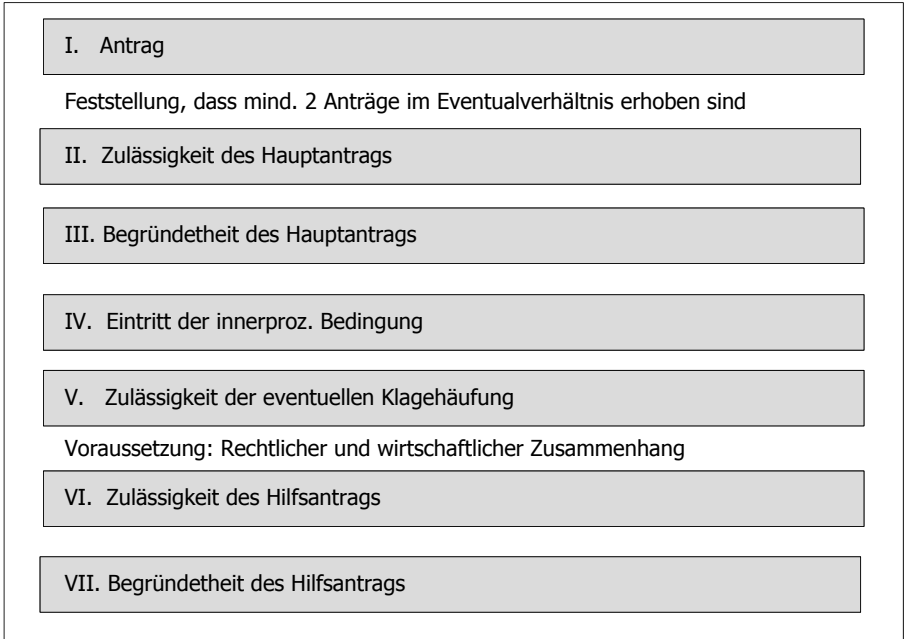 I. Antrag
Feststellung, dass mind. 2 Anträge im Eventualverhältnis erhoben sind
II. Zulässigkeit des Hauptantrags
III. Begründetheit des Hauptantrags
IV. Eintritt der innerproz. Bedingung
V. Zulässigkeit der eventuellen Klagehäufung
Voraussetzung: Rechtlicher und wirtschaftlicher Zusammenhang
VI. Zulässigkeit des Hilfsantrags
VII. Begründetheit des Hilfsantrags